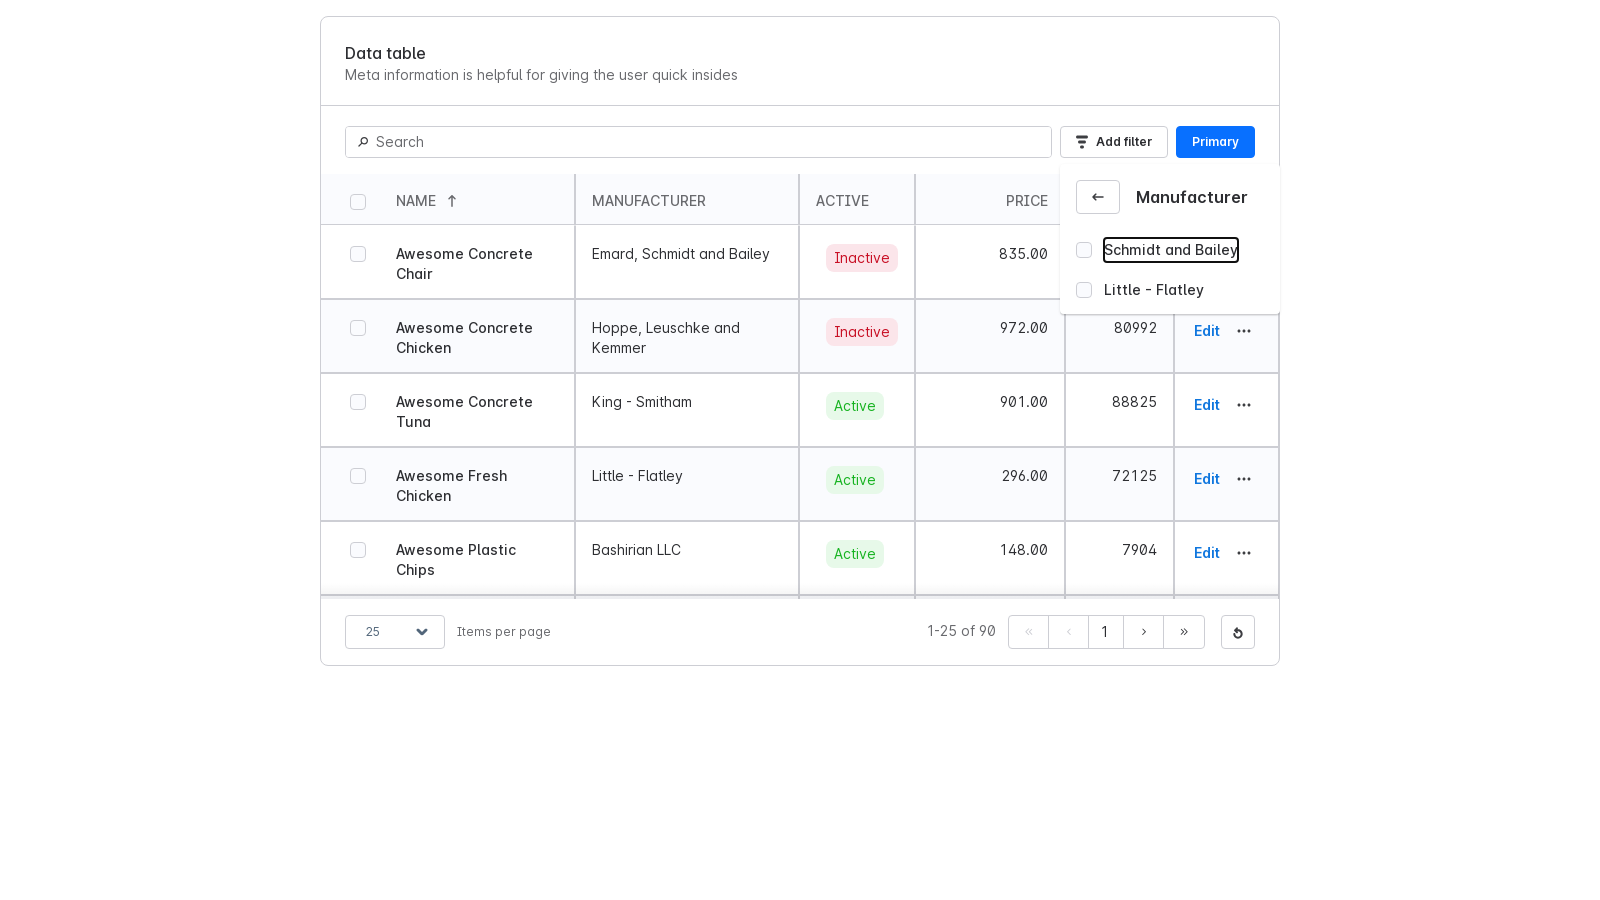 Data table
Meta information is helpful for giving the user quick insides
Search
Add filter
Primary
NAME
MANUFACTURER
ACTIVE
PRICE
Manufacturer
Schmidt and Bailey
Little - Flatley
Awesome Concrete
Chair
Emard, Schmidt and Bailey
Inactive
835.00
Awesome Concrete
Chicken
Hoppe, Leuschke and
Kemmer
Inactive
972.00
80992
Edit
Awesome Concrete
Tuna
King - Smitham
Active
901.00
88825
Edit
Awesome Fresh
Chicken
Little - Flatley
Active
296.00
72125
Edit
Awesome Plastic
Chips
Bashirian LLC
Active
148.00
7904
Edit
25
Items per page
1-25 of 90
«
‹
1
›
»